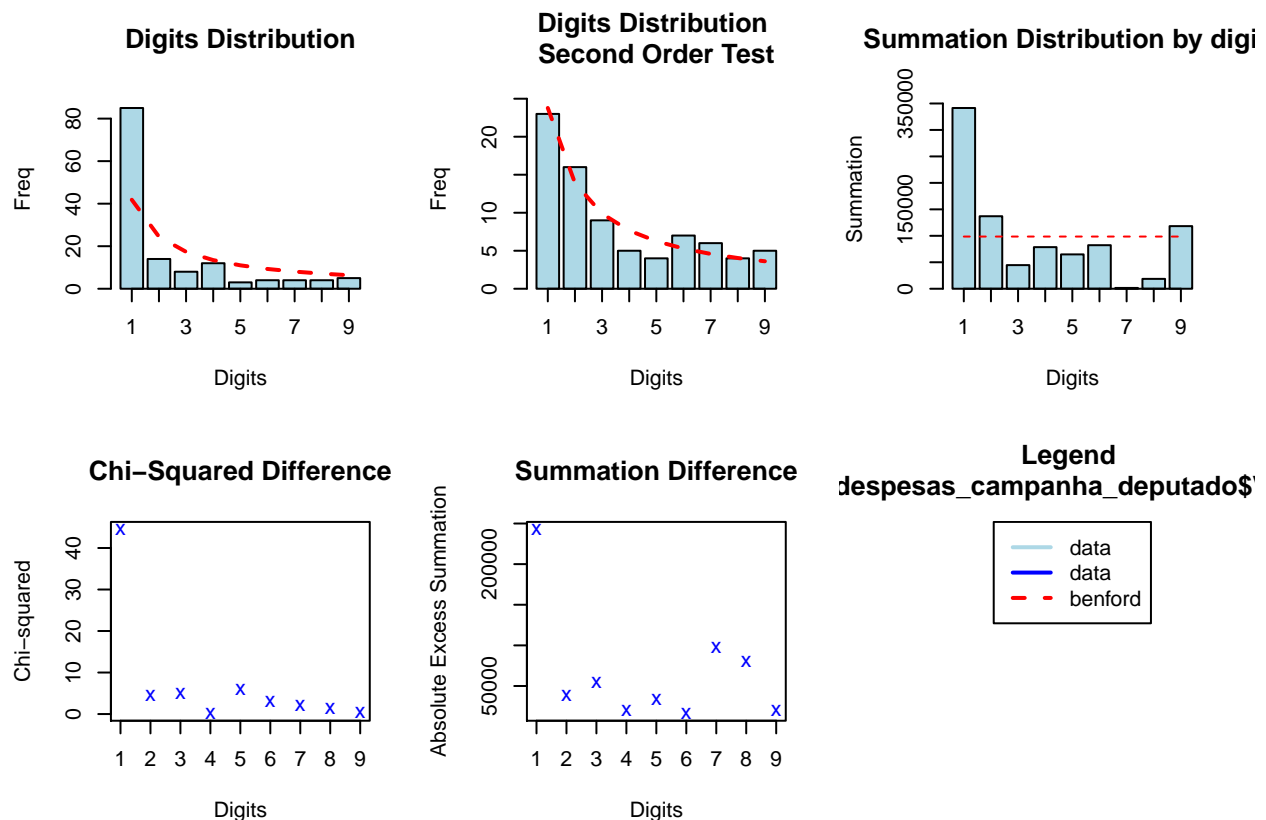 Digits Distribution
Freq
0 20 40 60 80
1 3 5 7 9
Digits
Digits Distribution
Second Order Test
Freq
0 5 10 20
1 3 5 7 9
Digits
Summation Distribution by digi
Summation
0 150000 350000
1 3 5 7 9
Digits
Chi−Squared Difference
Chi−squared
0 10 20 30 40
1 2 3 4 5 6 7 8 9
Digits
Summation Difference
Absolute Excess Summation
50000 200000
1 2 3 4 5 6 7 8 9
Digits
Legend
despesas_campanha_deputado$
data
data
benford